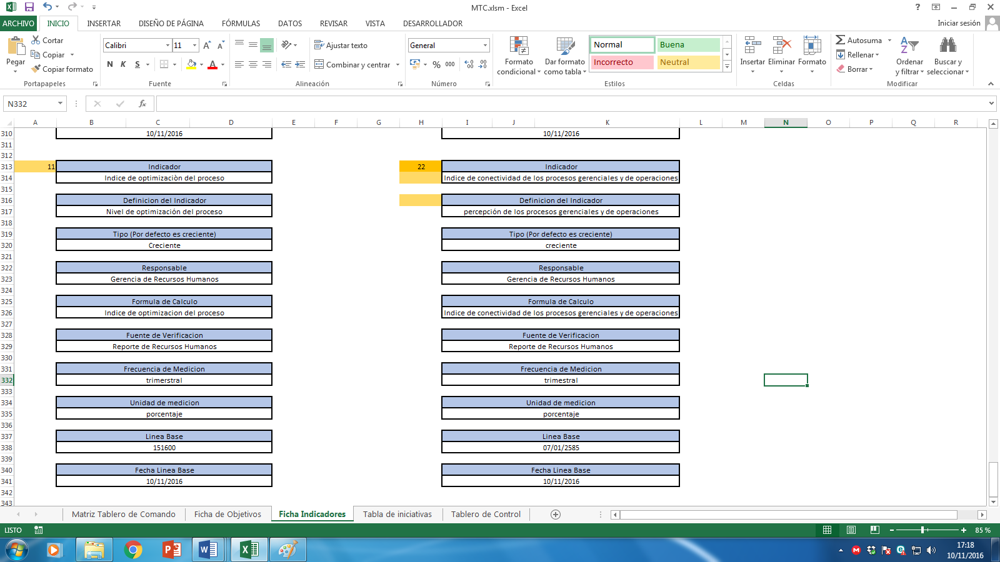 MTC.xlsm - Excel
ARCHIVO INICIO INSERTAR DISEÑO DE PÁGINA FÓRMULAS DATOS REVISAR VISTA DESARROLLADOR Iniciar sesión
Pegar
Cortar
Copiar
Copiar formato
Portapapeles
Calibri 11
N K S
Fuente
Ajustar texto
Combinar y centrar
Alineación
General
% 000
Número
Formato condicional
Dar formato como tabla
Normal Buena
Incorrecto Neutral
Estilos
Insertar Eliminar Formato
Celdas
Autosuma
Rellenar
Borrar
Ordenar y filtrar
Buscar y seleccionar
Modificar
N332
fx
A B C D E F G H I J K L M N O P Q R
310 10/11/2016 10/11/2016
311
312
313 11 Indicador 22 Indicador
314 Indice de optimizaciòn del proceso Indice de conectividad de los procesos gerenciales y de operaciones
315
316 Definicion del Indicador Definicion del Indicador
317 Nivel de optimización del proceso percepción de los procesos gerenciales y de operaciones
318
319 Tipo (Por defecto es creciente) Tipo (Por defecto es creciente)
320 Creciente creciente
321
322 Responsable Responsable
323 Gerencia de Recursos Humanos Gerencia de Recursos Humanos
324
325 Formula de Calculo Formula de Calculo
326 Indice de optimizacion del proceso Indice de conectividad de los procesos gerenciales y de operaciones
327
328 Fuente de Verificacion Fuente de Verificacion
329 Reporte de Recursos Humanos Reporte de Recursos Humanos
330
331 Frecuencia de Medicion Frecuencia de Medicion
332 trimerstral trimestral
333
334 Unidad de medicion Unidad de medicion
335 porcentaje porcentaje
336
337 Linea Base Linea Base
338 151600 07/01/2585
339
340 Fecha Linea Base Fecha Linea Base
341 10/11/2016 10/11/2016
342
343
Matriz Tablero de Comando Ficha de Objetivos Ficha Indicadores Tabla de iniciativas Tablero de Control
LISTO 85 %
17:18
10/11/2016